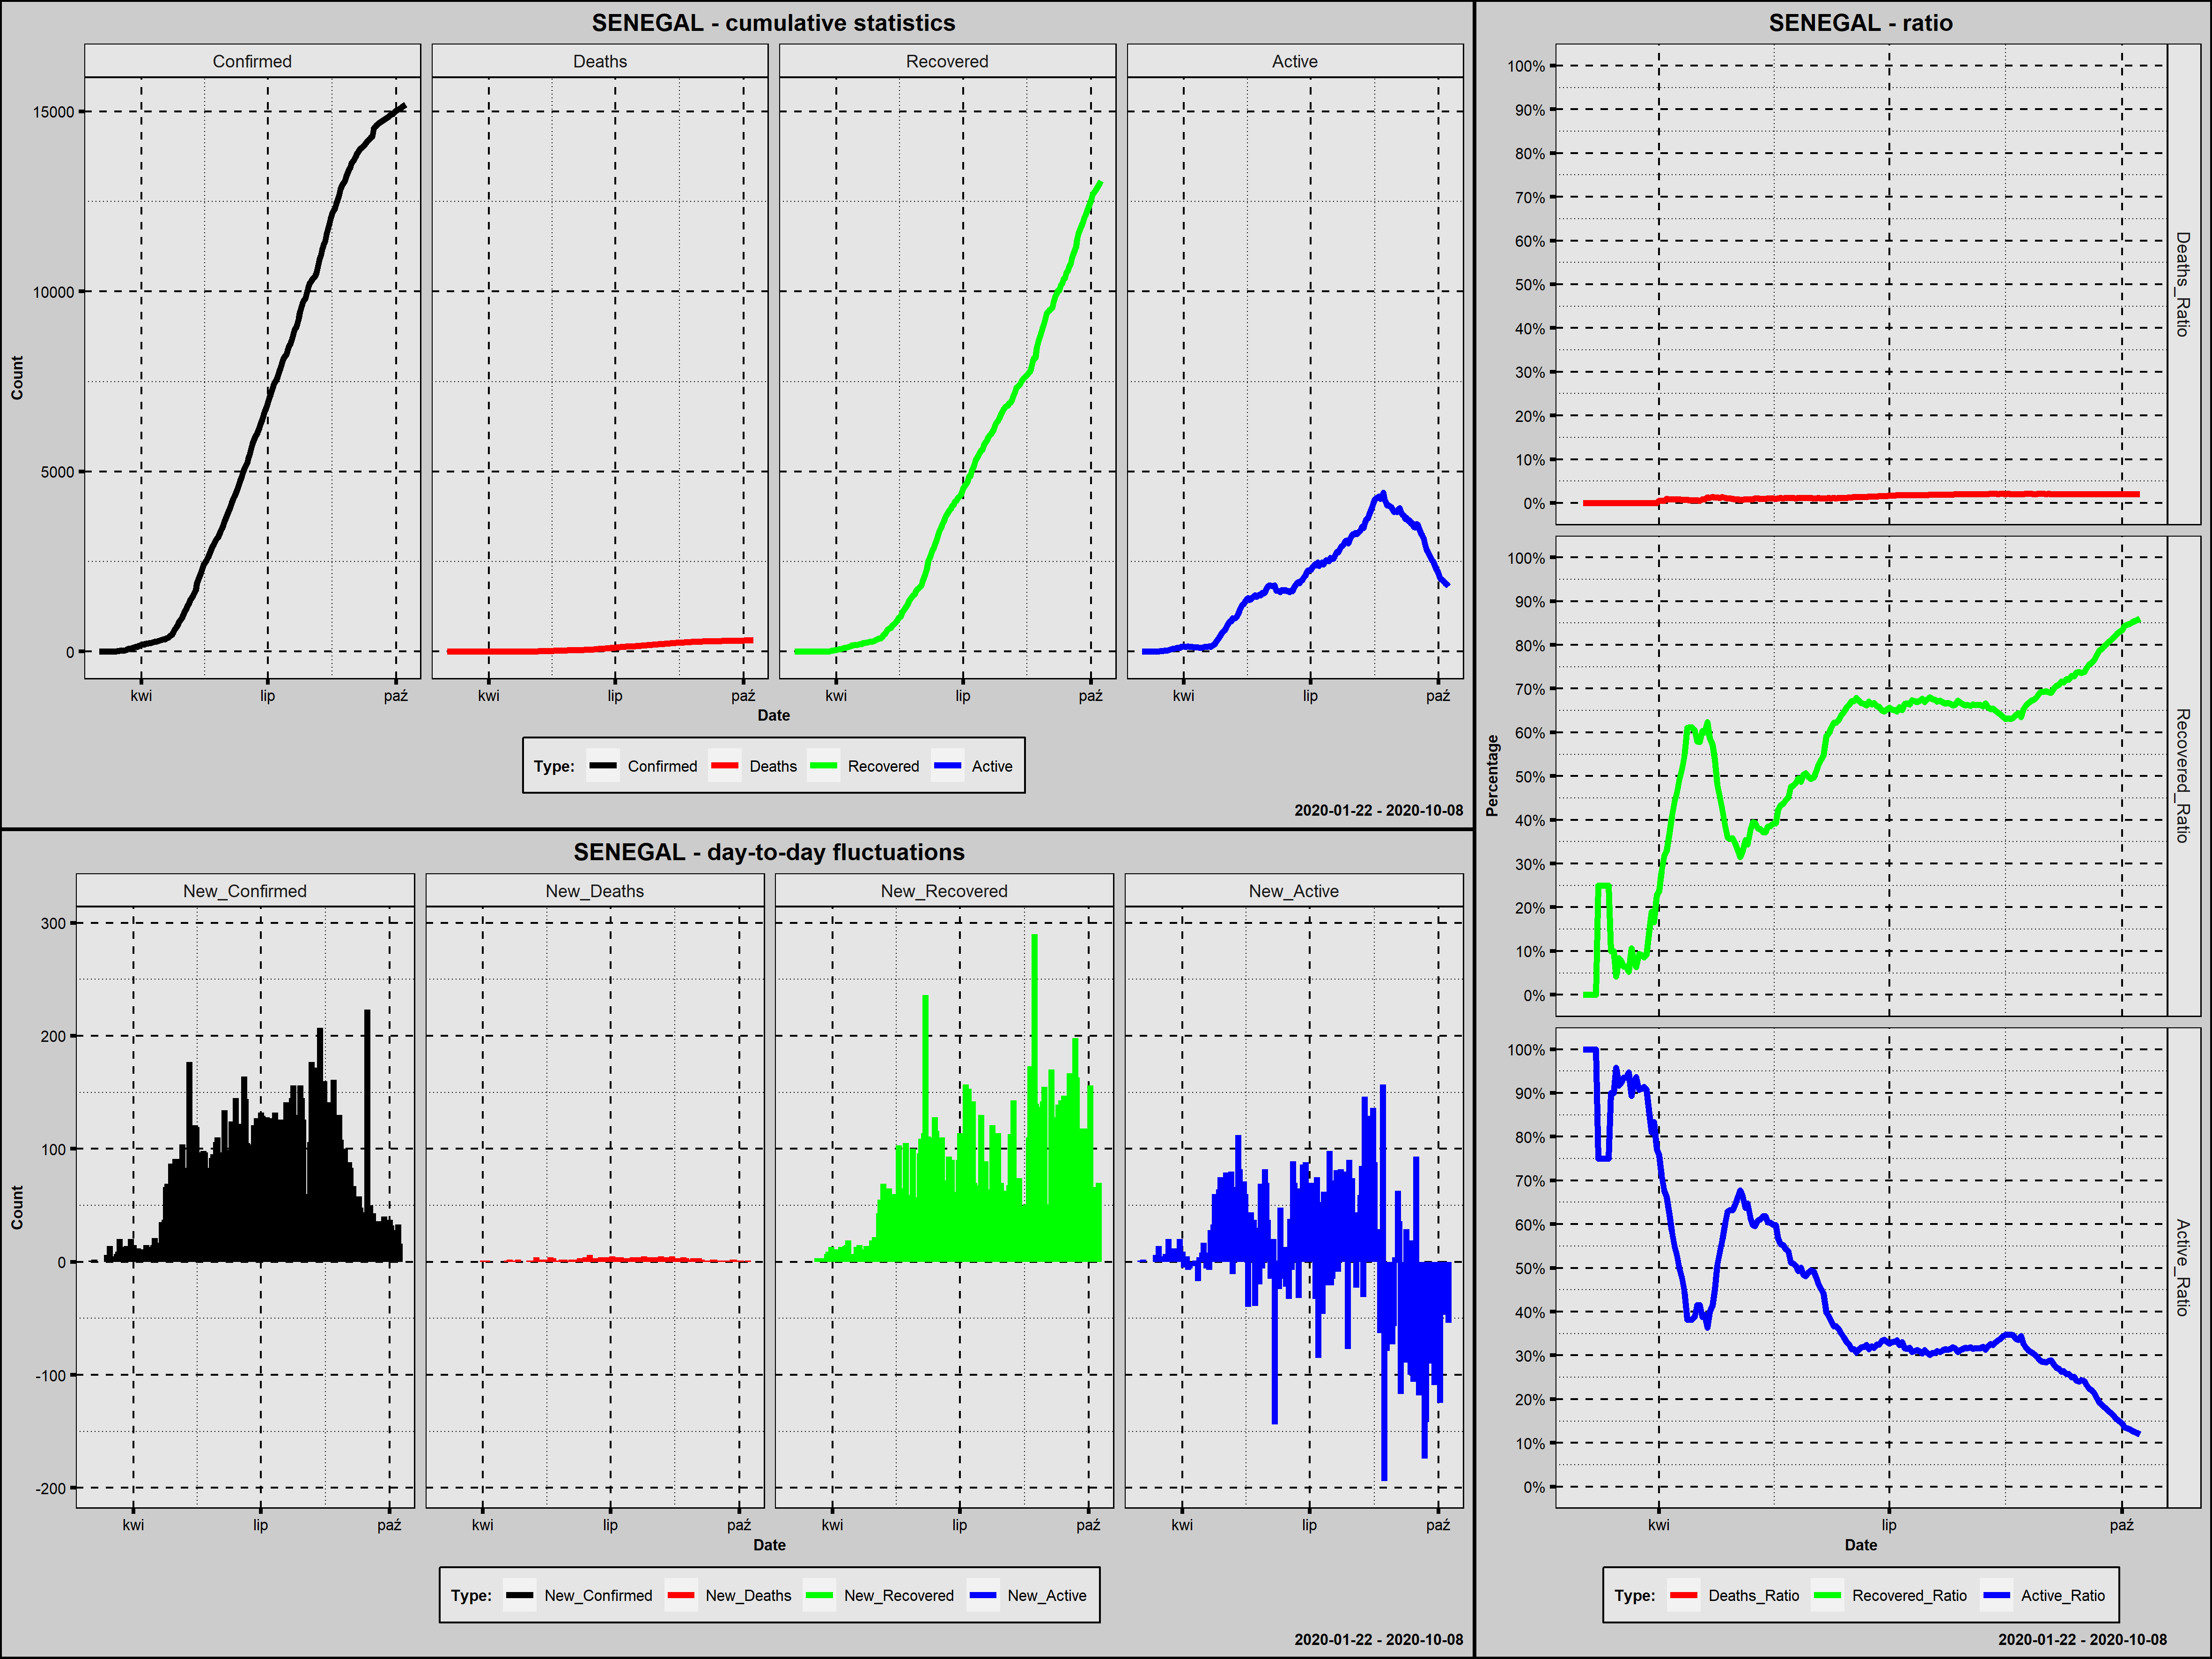 SENEGAL - cumulative statistics
Confirmed Deaths Recovered Active
15000
10000
5000
0
Count
kwi lip paź kwi lip paź kwi lip paź kwi lip paź
Date
Type: Confirmed Deaths Recovered Active
2020-01-22 - 2020-10-08
SENEGAL - day-to-day fluctuations
New_Confirmed New_Deaths New_Recovered New_Active
300
200
100
0
-100
-200
Count
kwi lip paź kwi lip paź kwi lip paź kwi lip paź
Date
Type: New_Confirmed New_Deaths New_Recovered New_Active
2020-01-22 - 2020-10-08
SENEGAL - ratio
100%
90%
80%
70%
60%
50%
40%
30%
20%
10%
0%
Deaths_Ratio
100%
90%
80%
70%
60%
50%
40%
30%
20%
10%
0%
Recovered_Ratio
Percentage
100%
90%
80%
70%
60%
50%
40%
30%
20%
10%
0%
Active_Ratio
kwi lip paź
Date
Type: Deaths_Ratio Recovered_Ratio Active_Ratio
2020-01-22 - 2020-10-08